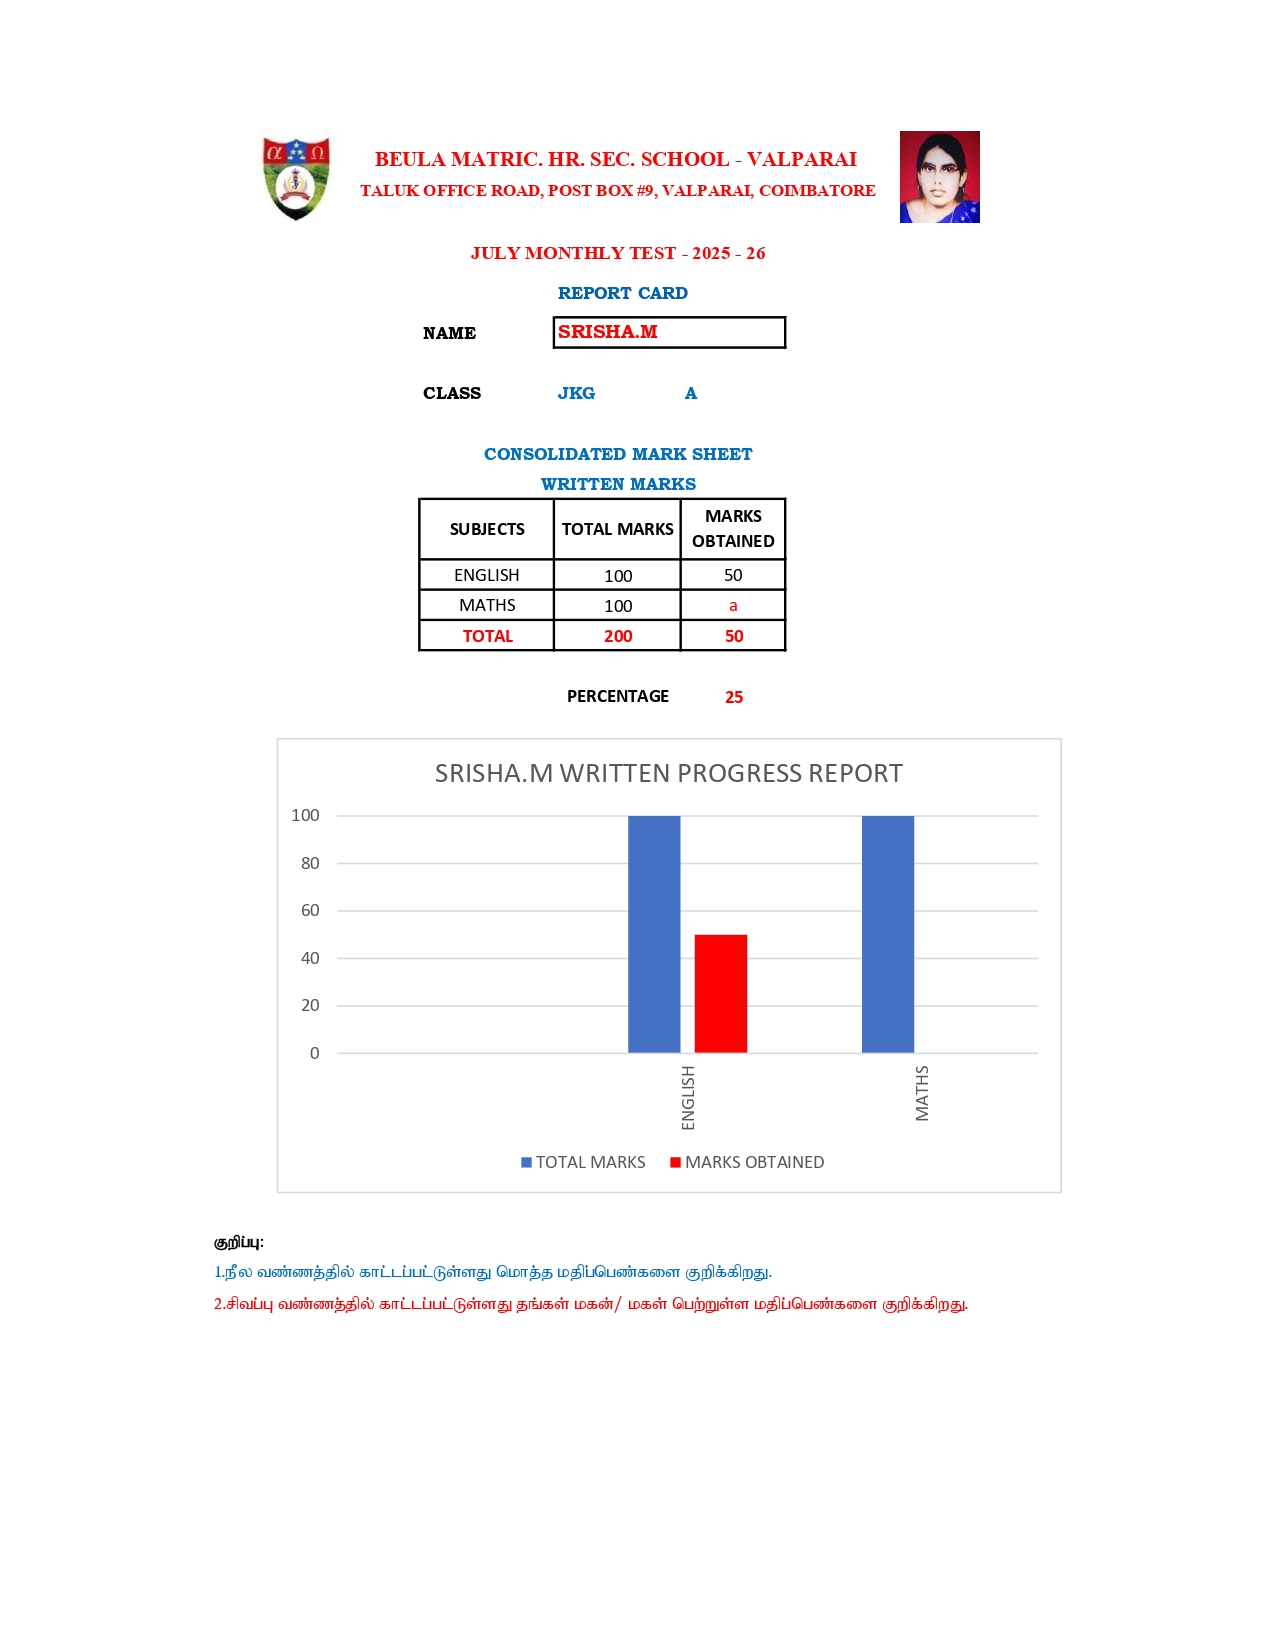 α Ω
BEULA MATRIC. HR. SEC. SCHOOL - VALPARAI
TALUK OFFICE ROAD, POST BOX #9, VALPARAI, COIMBATORE
JULY MONTHLY TEST - 2025 - 26
REPORT CARD
NAME SRISHA.M
CLASS JKG A
CONSOLIDATED MARK SHEET
WRITTEN MARKS
SUBJECTS TOTAL MARKS MARKS OBTAINED
ENGLISH 100 50
MATHS 100 a
TOTAL 200 50
PERCENTAGE 25
SRISHA.M WRITTEN PROGRESS REPORT
100
80
60
40
20
0
ENGLISH MATHS
TOTAL MARKS MARKS OBTAINED
குறிப்பு:
1.நீல வண்ணத்தில் காட்டப்பட்டுள்ளது மொத்த மதிப்பெண்களை குறிக்கிறது.
2.சிவப்பு வண்ணத்தில் காட்டப்பட்டுள்ளது தங்கள் மகன்/ மகள் பெற்றுள்ள மதிப்பெண்களை குறிக்கிறது.